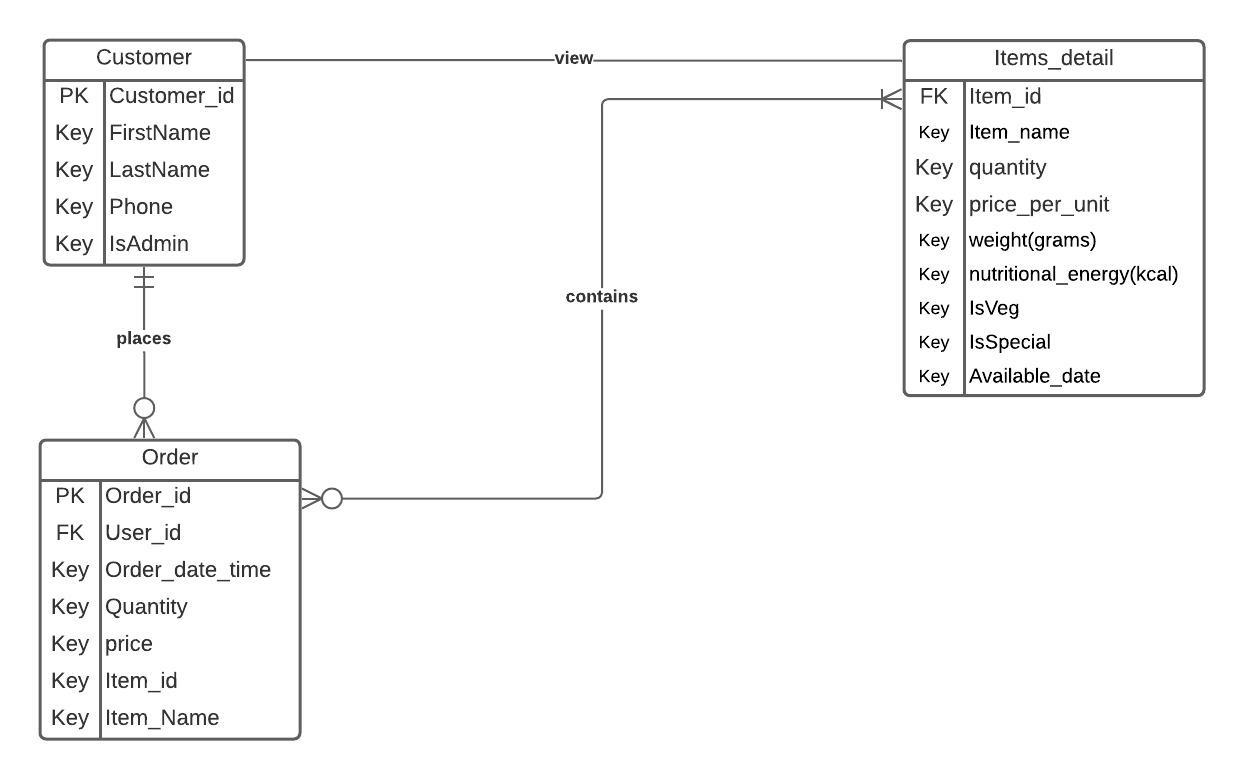 Customer
PK Customer_id
Key FirstName
Key LastName
Key Phone
Key IsAdmin
view
Items_detail
FK Item_id
Key Item_name
Key quantity
Key price_per_unit
Key weight(grams)
Key nutritional_energy(kcal)
Key IsVeg
Key IsSpecial
Key Available_date
contains
places
Order
PK Order_id
FK User_id
Key Order_date_time
Key Quantity
Key price
Key Item_id
Key Item_Name